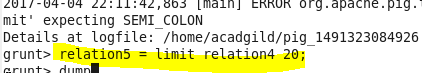 2017-04-04 22:11:42,863 [main] ERROR org.apache.pig.t
mit' expecting SEMI_COLON
Details at logfile: /home/acadgild/pig_1491323084926
grunt> relation5 = limit relation4 20;
grunt> dump